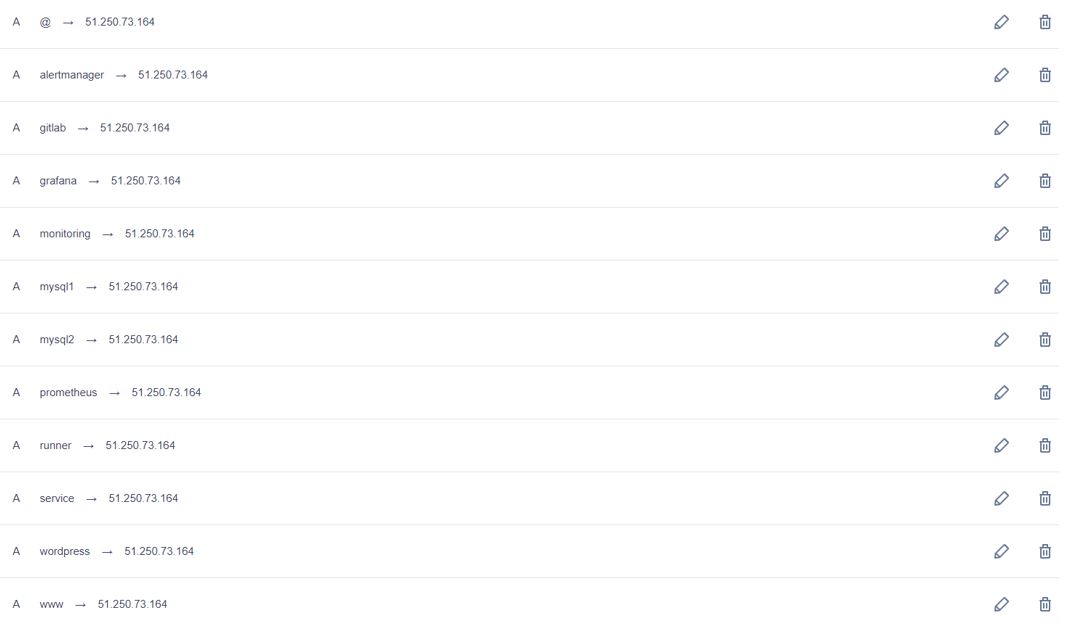 A @ → 51.250.73.164
A alertmanager → 51.250.73.164
A gitlab → 51.250.73.164
A grafana → 51.250.73.164
A monitoring → 51.250.73.164
A mysql1 → 51.250.73.164
A mysql2 → 51.250.73.164
A prometheus → 51.250.73.164
A runner → 51.250.73.164
A service → 51.250.73.164
A wordpress → 51.250.73.164
A www → 51.250.73.164